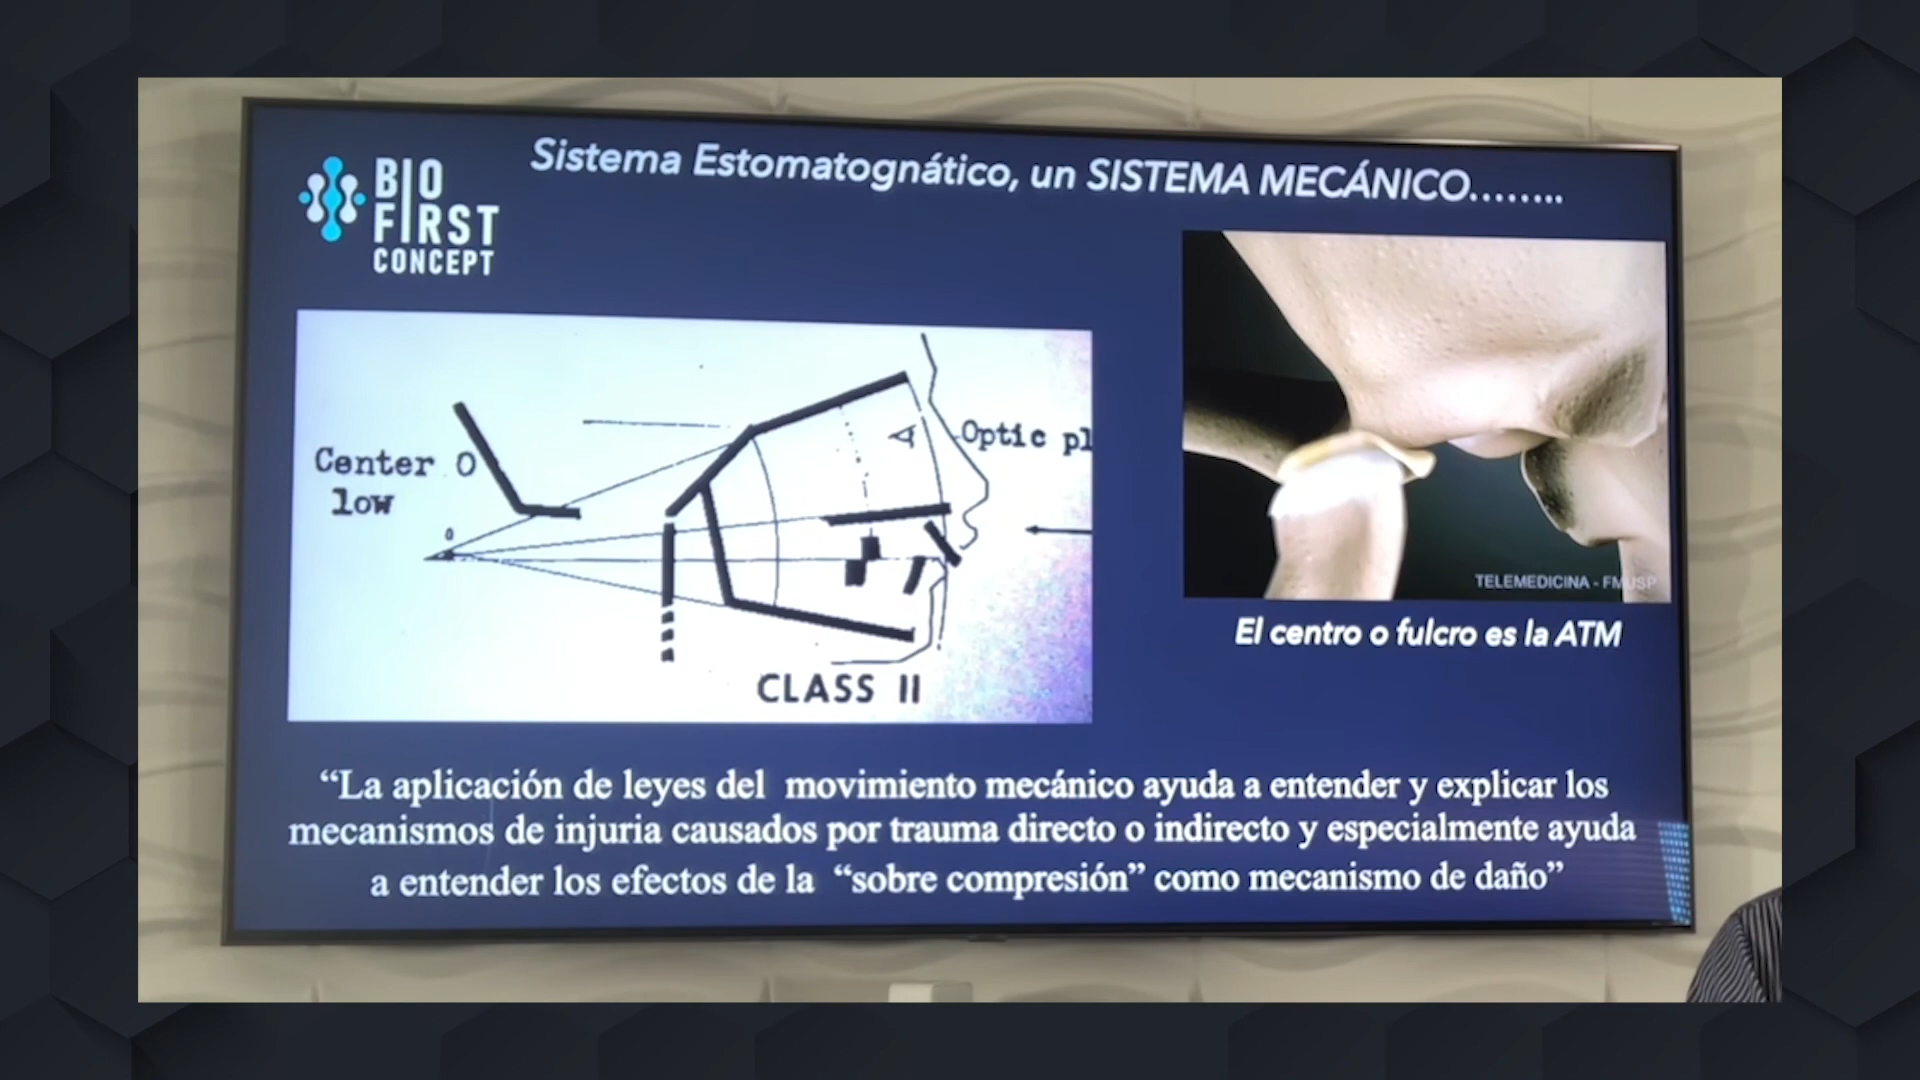 Sistema Estomatognático, un SISTEMA MECÁNICO........
BIO
FIRST
CONCEPT
Center O
low
o
A
Optic pl
CLASS II
TELEMEDICINA - FMUSP
El centro o fulcro es la ATM
“La aplicación de leyes del movimiento mecánico ayuda a entender y explicar los
mecanismos de injuria causados por trauma directo o indirecto y especialmente ayuda
a entender los efectos de la “sobre compresión” como mecanismo de daño”